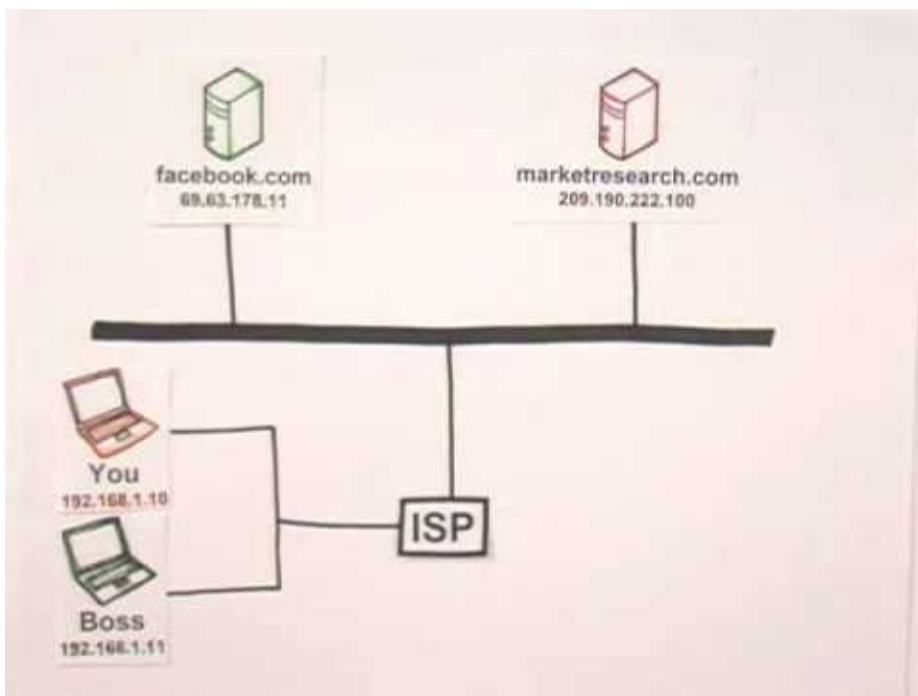 facebook.com
69.63.178.11
marketresearch.com
209.190.222.100
You
192.168.1.10
ISP
Boss
192.168.1.11